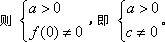 则 { a > 0 , f(0) ≠ 0 , 即 { a > 0 , c ≠ 0 。